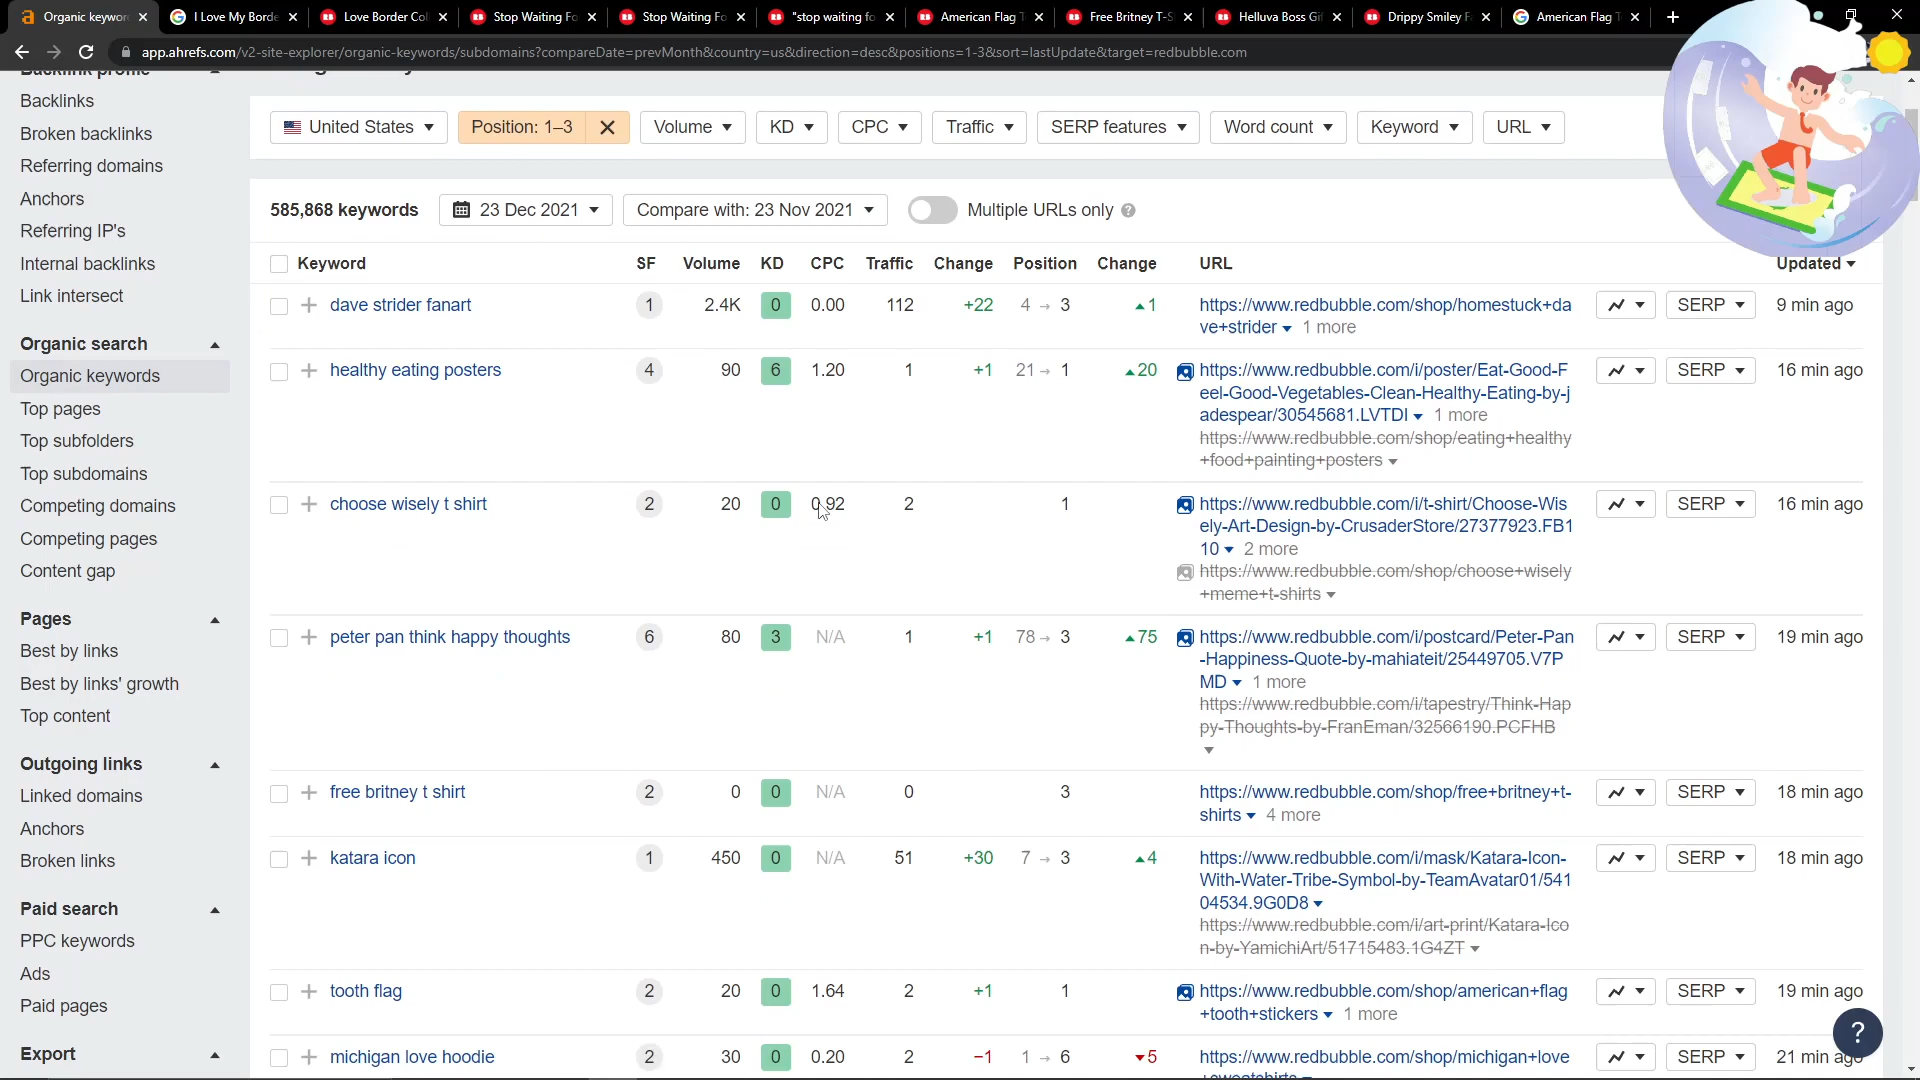 Organic keyword
I Love My Borde
Love Border Col
Stop Waiting Fo
Stop Waiting Fo
"stop waiting fo
American Flag T
Free Britney T-S
Helluva Boss Gif
Drippy Smiley Fa
American Flag T
app.ahrefs.com/v2-site-explorer/organic-keywords/subdomains?compareDate=prevMonth&country=us&direction=desc&positions=1-3&sort=lastUpdate&target=redbubble.com
Backlink profile
Backlinks
Broken backlinks
Referring domains
Anchors
Referring IP's
Internal backlinks
Link intersect
Organic search
Organic keywords
Top pages
Top subfolders
Top subdomains
Competing domains
Competing pages
Content gap
Pages
Best by links
Best by links' growth
Top content
Outgoing links
Linked domains
Anchors
Broken links
Paid search
PPC keywords
Ads
Paid pages
Export
United States Position: 1–3 Volume KD CPC Traffic SERP features Word count Keyword URL
585,868 keywords 23 Dec 2021 Compare with: 23 Nov 2021 Multiple URLs only ?
Keyword SF Volume KD CPC Traffic Change Position Change URL Updated
dave strider fanart 1 2.4K 0 0.00 112 +22 4 → 3 1 https://www.redbubble.com/shop/homestuck+da SERP 9 min ago
ve+strider 1 more
healthy eating posters 4 90 6 1.20 1 +1 21 → 1 20 https://www.redbubble.com/i/poster/Eat-Good-F SERP 16 min ago
eel-Good-Vegetables-Clean-Healthy-Eating-by-j
adespear/30545681.LVTDI 1 more
https://www.redbubble.com/shop/eating+healthy
+food+painting+posters
choose wisely t shirt 2 20 0 0.92 2 1 https://www.redbubble.com/i/t-shirt/Choose-Wis SERP 16 min ago
ely-Art-Design-by-CrusaderStore/27377923.FB1
10 2 more
https://www.redbubble.com/shop/choose+wisely
+meme+t-shirts
peter pan think happy thoughts 6 80 3 N/A 1 +1 78 → 3 75 https://www.redbubble.com/i/postcard/Peter-Pan SERP 19 min ago
-Happiness-Quote-by-mahiateit/25449705.V7P
MD 1 more
https://www.redbubble.com/i/tapestry/Think-Hap
py-Thoughts-by-FranEman/32566190.PCFHB
free britney t shirt 2 0 0 N/A 0 3 https://www.redbubble.com/shop/free+britney+t- SERP 18 min ago
shirts 4 more
katara icon 1 450 0 N/A 51 +30 7 → 3 4 https://www.redbubble.com/i/mask/Katara-Icon- SERP 18 min ago
With-Water-Tribe-Symbol-by-TeamAvatar01/541
04534.9G0D8
https://www.redbubble.com/i/art-print/Katara-Ico
n-by-YamichiArt/51715483.1G4ZT
tooth flag 2 20 0 1.64 2 +1 1 https://www.redbubble.com/shop/american+flag SERP 19 min ago
+tooth+stickers 1 more
michigan love hoodie 2 30 0 0.20 2 −1 1 → 6 5 https://www.redbubble.com/shop/michigan+love SERP 21 min ago
+sweatshirts
?